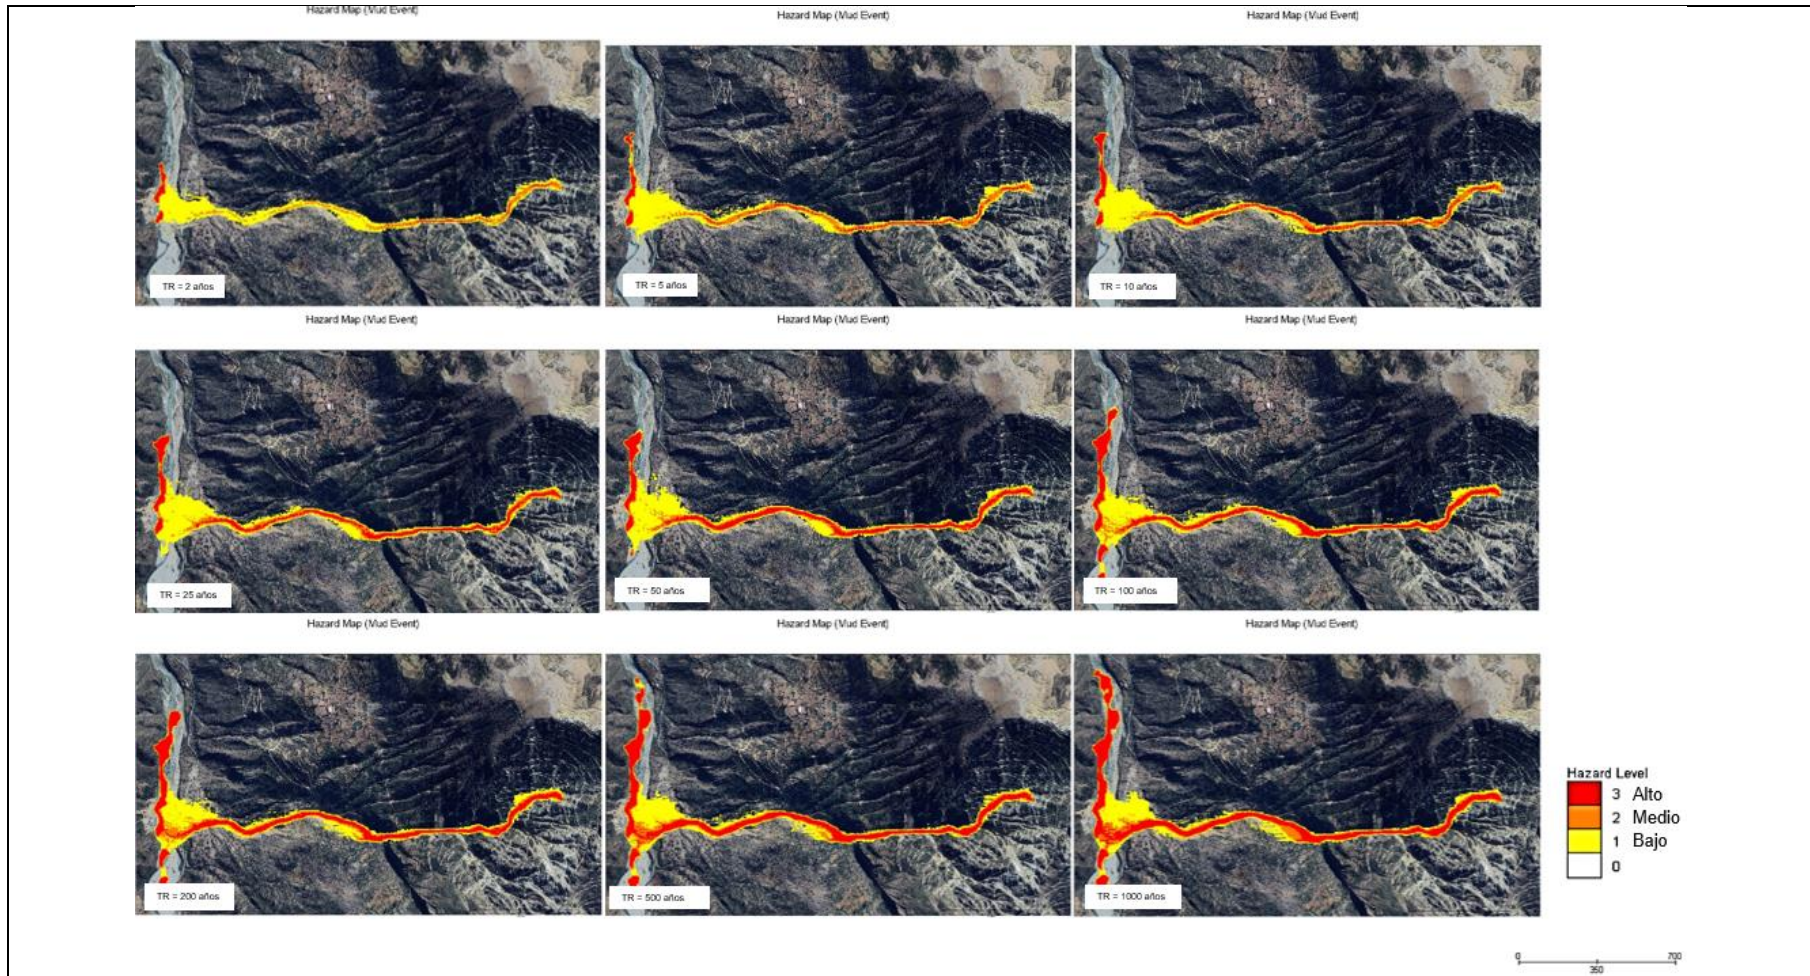 Hazard Map (Mud Event)
Hazard Map (Mud Event)
Hazard Map (Mud Event)
TR = 2 años
TR = 5 años
TR = 10 años
Hazard Map (Mud Event)
Hazard Map (Mud Event)
Hazard Map (Mud Event)
TR = 25 años
TR = 50 años
TR = 100 años
Hazard Map (Mud Event)
Hazard Map (Mud Event)
Hazard Map (Mud Event)
TR = 200 años
TR = 500 años
TR = 1000 años
Hazard Level
3 Alto
2 Medio
1 Bajo
0
0 350 700